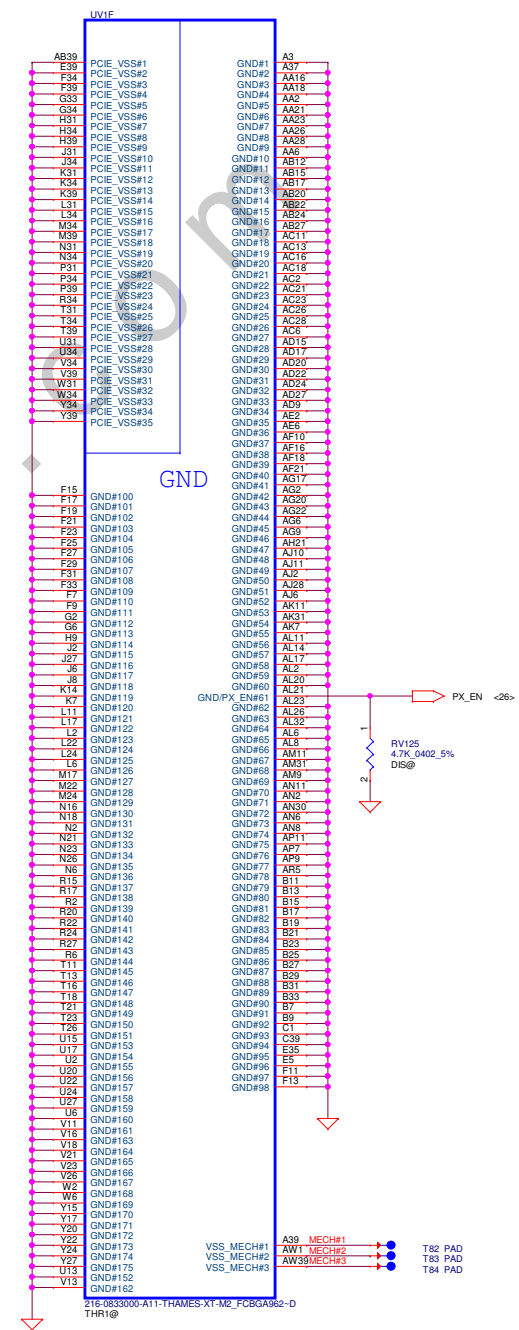 UV1F
AB39 PCIE_VSS#1
E39 PCIE_VSS#2
F34 PCIE_VSS#3
F39 PCIE_VSS#4
G33 PCIE_VSS#5
G34 PCIE_VSS#6
H31 PCIE_VSS#7
H34 PCIE_VSS#8
H39 PCIE_VSS#9
J31 PCIE_VSS#10
J34 PCIE_VSS#11
K31 PCIE_VSS#12
K34 PCIE_VSS#13
K39 PCIE_VSS#14
L31 PCIE_VSS#15
L34 PCIE_VSS#16
M34 PCIE_VSS#17
M39 PCIE_VSS#18
N31 PCIE_VSS#19
N34 PCIE_VSS#20
P31 PCIE_VSS#21
P34 PCIE_VSS#22
P39 PCIE_VSS#23
R34 PCIE_VSS#24
T31 PCIE_VSS#25
T34 PCIE_VSS#26
T39 PCIE_VSS#27
U31 PCIE_VSS#28
U34 PCIE_VSS#29
V34 PCIE_VSS#30
V39 PCIE_VSS#31
W31 PCIE_VSS#32
W34 PCIE_VSS#33
Y34 PCIE_VSS#34
Y39 PCIE_VSS#35
GND
F15 GND#100
F17 GND#101
F19 GND#102
F21 GND#103
F23 GND#104
F25 GND#105
F27 GND#106
F29 GND#107
F31 GND#108
F33 GND#109
F7 GND#110
F9 GND#111
G2 GND#112
G6 GND#113
H9 GND#114
J2 GND#115
J27 GND#116
J6 GND#117
J8 GND#118
K14 GND#119
K7 GND#120
L11 GND#121
L17 GND#122
L2 GND#123
L22 GND#124
L24 GND#125
L6 GND#126
M17 GND#127
M22 GND#128
M24 GND#129
N16 GND#130
N18 GND#131
N2 GND#132
N21 GND#133
N23 GND#134
N26 GND#135
N6 GND#136
R15 GND#137
R17 GND#138
R2 GND#139
R20 GND#140
R22 GND#141
R24 GND#142
R27 GND#143
R6 GND#144
T11 GND#145
T13 GND#146
T16 GND#147
T18 GND#148
T21 GND#149
T23 GND#150
T26 GND#151
U15 GND#153
U17 GND#154
U2 GND#155
U20 GND#156
U22 GND#157
U24 GND#158
U27 GND#159
U6 GND#160
V11 GND#161
V16 GND#163
V18 GND#164
V21 GND#165
V23 GND#166
V26 GND#167
W2 GND#168
W6 GND#169
Y15 GND#170
Y17 GND#171
Y20 GND#172
Y22 GND#173
Y24 GND#174
Y27 GND#175
U13 GND#152
V13 GND#162
GND#1 A3
GND#2 A37
GND#3 AA16
GND#4 AA18
GND#5 AA2
GND#6 AA21
GND#7 AA23
GND#8 AA26
GND#9 AA28
GND#10 AA6
GND#11 AB12
GND#12 AB15
GND#13 AB17
GND#14 AB20
GND#15 AB22
GND#16 AB24
GND#17 AB27
GND#18 AC11
GND#19 AC13
GND#20 AC16
GND#21 AC18
GND#22 AC2
GND#23 AC21
GND#24 AC23
GND#25 AC26
GND#26 AC28
GND#27 AC6
GND#28 AD15
GND#29 AD17
GND#30 AD20
GND#31 AD22
GND#32 AD24
GND#33 AD27
GND#34 AD9
GND#35 AE2
GND#36 AE6
GND#37 AF10
GND#38 AF16
GND#39 AF18
GND#40 AF21
GND#41 AG17
GND#42 AG2
GND#43 AG20
GND#44 AG22
GND#45 AG6
GND#46 AG9
GND#47 AH21
GND#48 AJ10
GND#49 AJ11
GND#50 AJ2
GND#51 AJ28
GND#52 AJ6
GND#53 AK11
GND#54 AK31
GND#55 AK7
GND#56 AL11
GND#57 AL14
GND#58 AL17
GND#59 AL2
GND#60 AL20
GND/PX_EN#61 AL21
GND#62 AL23
GND#63 AL26
GND#64 AL32
GND#65 AL6
GND#66 AL8
GND#67 AM11
GND#68 AM31
GND#69 AM9
GND#70 AN11
GND#71 AN2
GND#72 AN30
GND#73 AN6
GND#74 AN8
GND#75 AP11
GND#76 AP7
GND#77 AP9
GND#78 AR5
GND#79 B11
GND#80 B13
GND#81 B15
GND#82 B17
GND#83 B19
GND#84 B21
GND#85 B23
GND#86 B25
GND#87 B27
GND#88 B29
GND#89 B31
GND#90 B33
GND#91 B7
GND#92 B9
GND#93 C1
GND#94 C39
GND#95 E35
GND#96 E5
GND#97 F11
GND#98 F13
PX_EN <26>
1
RV125
4.7K_0402_5%
DIS@
2
VSS_MECH#1 A39 MECH#1 T82 PAD
VSS_MECH#2 AW1 MECH#2 T83 PAD
VSS_MECH#3 AW39 MECH#3 T84 PAD
216-0833000-A11-THAMES-XT-M2_FCBGA962~D
THR1@
.com